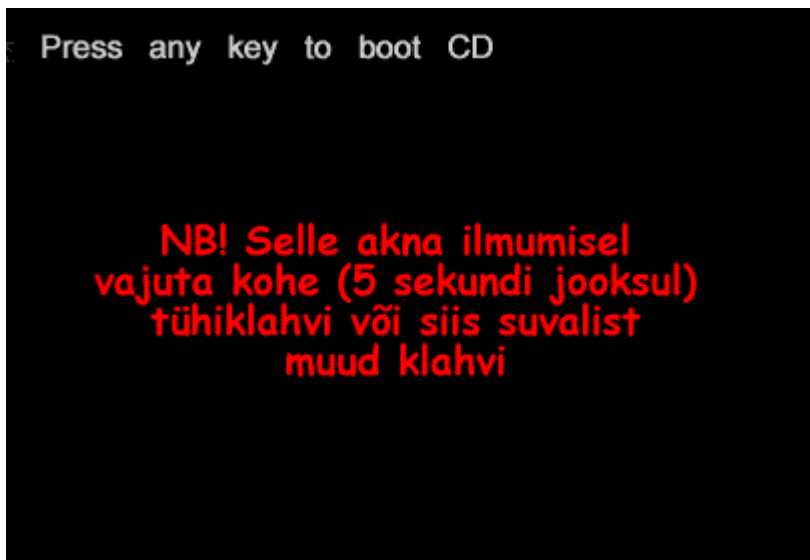 Press any key to boot CD
NB! Selle akna ilmumisel
vajuta kohe (5 sekundi jooksul)
tühiklahvi või siis suvalist
muud klahvi